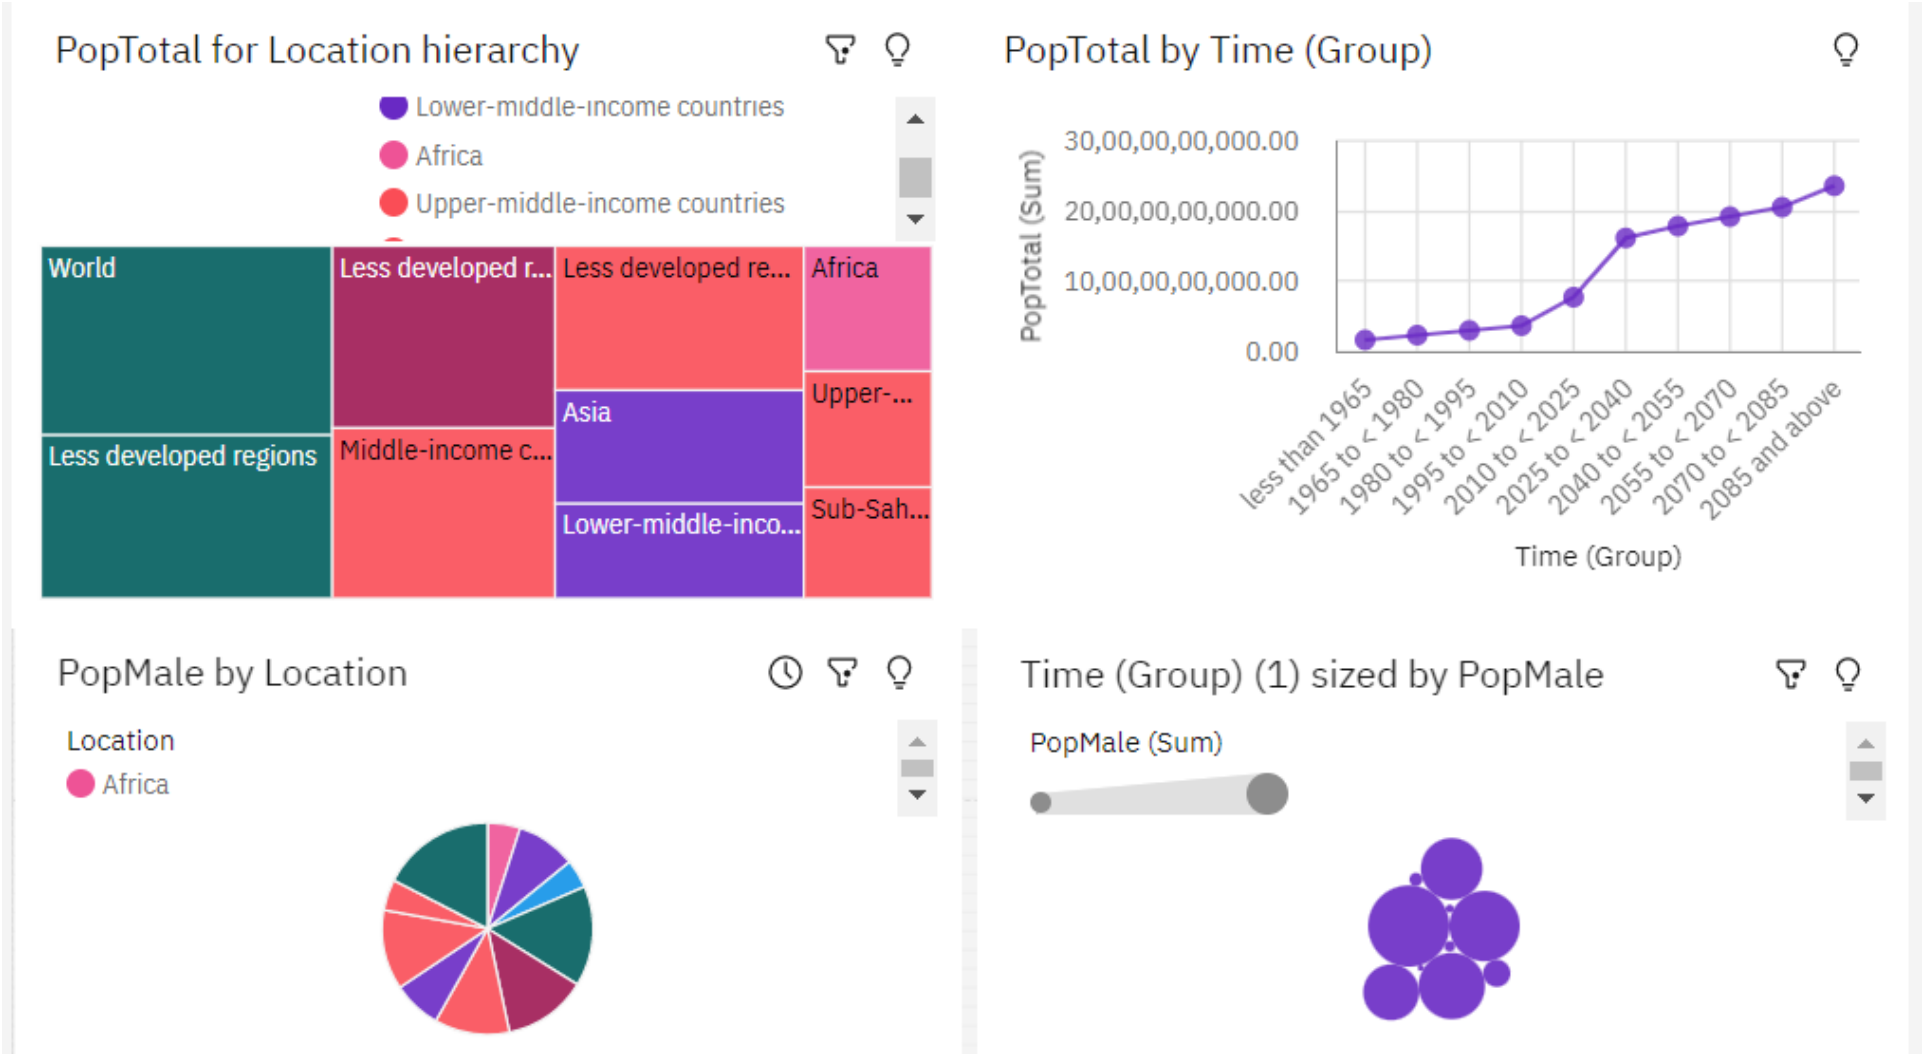 PopTotal for Location hierarchy
Lower-middle-income countries
Africa
Upper-middle-income countries
World
Less developed r...
Less developed re...
Africa
Upper-...
Asia
Less developed regions
Middle-income c...
Sub-Sah...
Lower-middle-inco...
PopTotal by Time (Group)
PopTotal (Sum)
30,00,00,00,000.00
20,00,00,00,000.00
10,00,00,00,000.00
0.00
less than 1965
1965 to < 1980
1980 to < 1995
1995 to < 2010
2010 to < 2025
2025 to < 2040
2040 to < 2055
2055 to < 2070
2070 to < 2085
2085 and above
Time (Group)
PopMale by Location
Location
Africa
Time (Group) (1) sized by PopMale
PopMale (Sum)